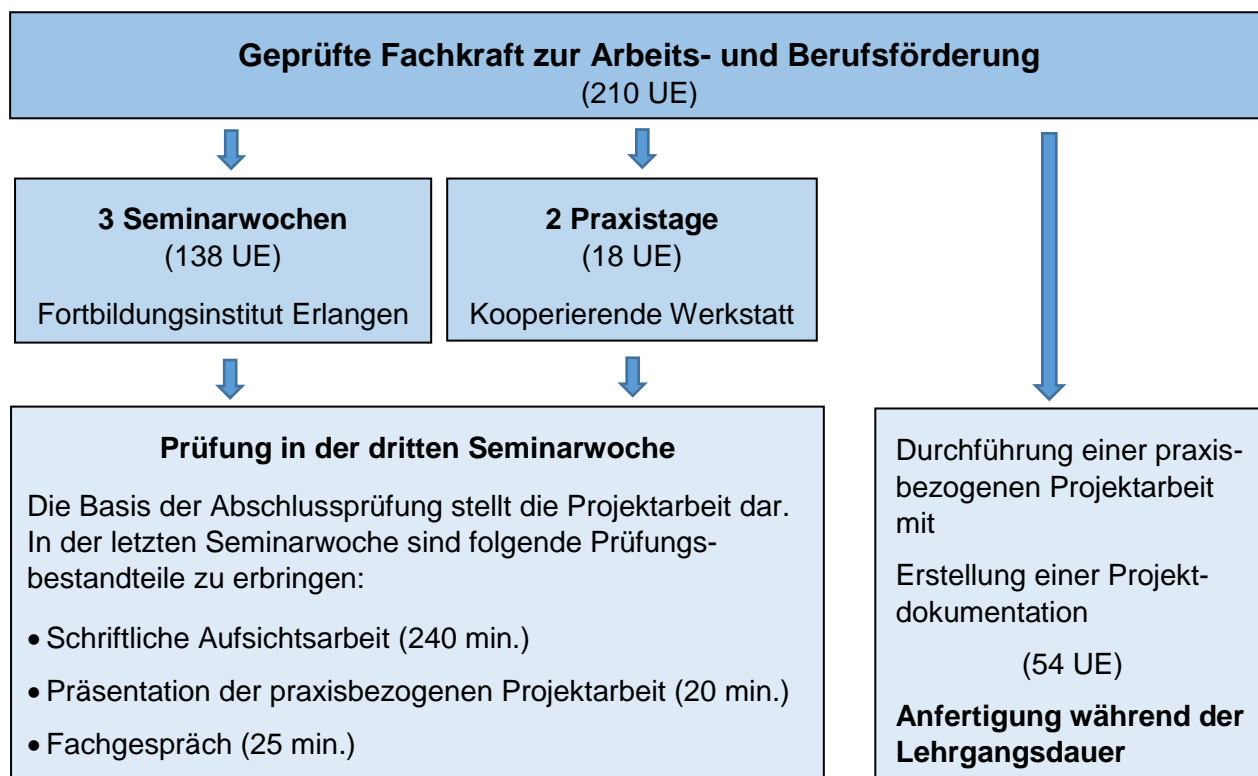 Geprüfte Fachkraft zur Arbeits- und Berufsförderung
(210 UE)
3 Seminarwochen
(138 UE)
Fortbildungsinstitut Erlangen
2 Praxistage
(18 UE)
Kooperierende Werkstatt
Prüfung in der dritten Seminarwoche
Die Basis der Abschlussprüfung stellt die Projektarbeit dar.
In der letzten Seminarwoche sind folgende Prüfungs-
bestandteile zu erbringen:
• Schriftliche Aufsichtsarbeit (240 min.)
• Präsentation der praxisbezogenen Projektarbeit (20 min.)
• Fachgespräch (25 min.)
Durchführung einer praxis-
bezogenen Projektarbeit
mit
Erstellung einer Projekt-
dokumentation
(54 UE)
Anfertigung während der
Lehrgangsdauer